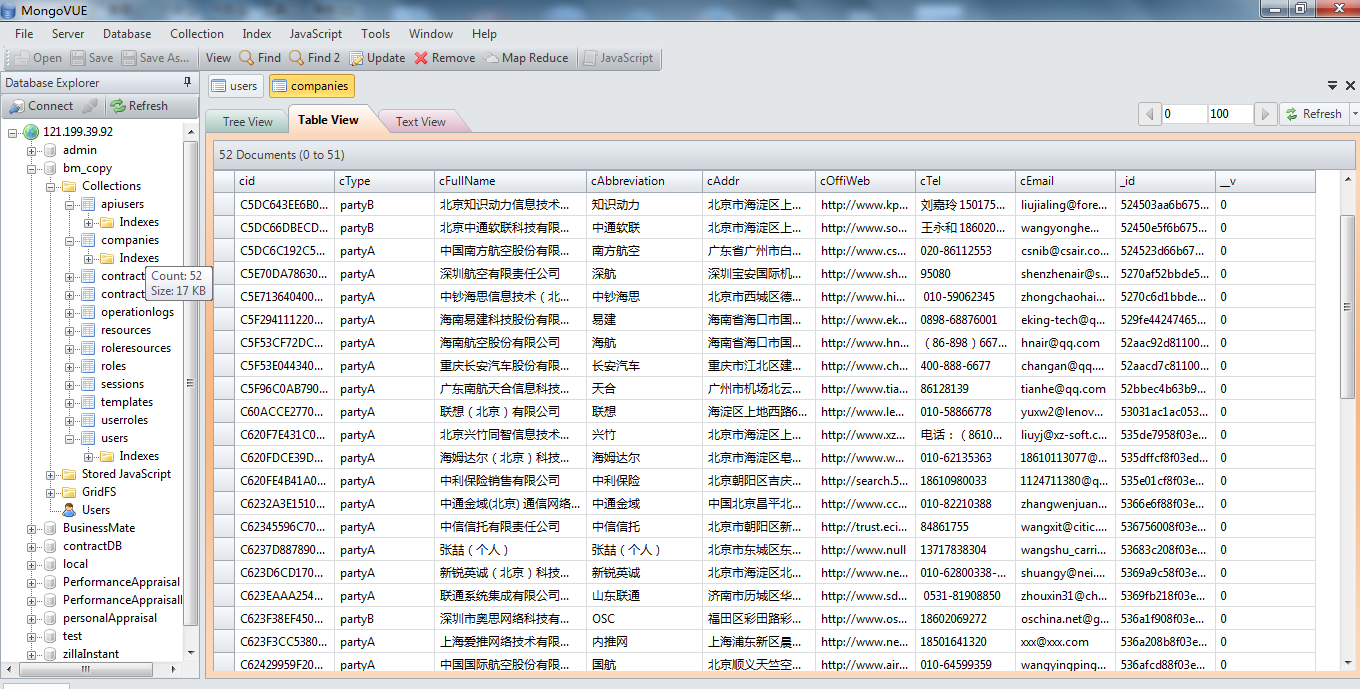 MongoVUE
File Server Database Collection Index JavaScript Tools Window Help
Open Save Save As... View Find Find 2 Update Remove Map Reduce JavaScript
Database Explorer
Connect Refresh
121.199.39.92
admin
bm_copy
Collections
apiusers
Indexes
companies
Indexes
contract
contract
Count: 52
Size: 17 KB
operationlogs
resources
roleresources
roles
sessions
templates
userroles
users
Indexes
Stored JavaScript
GridFS
Users
BusinessMate
contractDB
local
PerformanceAppraisal
PerformanceAppraisall
personalAppraisal
test
zillaInstant
users companies
Tree View Table View Text View 0 100 Refresh
52 Documents (0 to 51)
cid cType cFullName cAbbreviation cAddr cOffiWeb cTel cEmail _id __v
C5DC643EE6B0... partyB 北京知识动力信息技术... 知识动力 北京市海淀区上... http://www.kp... 刘嘉玲 150175... liujialing@fore... 524503aa6b675... 0
C5DC66DBECD... partyB 北京中通软联科技有限... 中通软联 北京市海淀区上... http://www.so... 王永和 186020... wangyonghe... 52450e5f6b675... 0
C5DC6C192C5... partyA 中国南方航空股份有限... 南方航空 广东省广州市白... http://www.cs... 020-86112553 csnib@csair.co... 524523d66b67... 0
C5E70DA78630... partyA 深圳航空有限责任公司 深航 深圳宝安国际机... http://www.sh... 95080 shenzhenair@s... 5270af52bbde5... 0
C5E713640400... partyA 中钞海思信息技术（北... 中钞海思 北京市西城区德... http://www.hi... 010-59062345 zhongchaohai... 5270c6d1bbde... 0
C5F294111220... partyA 海南易建科技股份有限... 易建 海南省海口市国... http://www.ek... 0898-68876001 eking-tech@q... 529fe44247465... 0
C5F53CF72DC... partyA 海南航空股份有限公司 海航 海南省海口市国... http://www.hn... （86-898）667... hnair@qq.com 52aac92d81100... 0
C5F53E044340... partyA 重庆长安汽车股份有限... 长安汽车 重庆市江北区建... http://www.ch... 400-888-6677 changan@qq.... 52aacd7c81100... 0
C5F96C0AB790... partyA 广东南航天合信息科技... 天合 广州市机场北云... http://www.tia... 86128139 tianhe@qq.com 52bbec4b63b9... 0
C60ACCE2770... partyA 联想（北京）有限公司 联想 海淀区上地西路6... http://www.le... 010-58866778 yuxw2@lenov... 53031ac1ac053... 0
C620F7E431C0... partyA 北京兴竹同智信息技术... 兴竹 北京市海淀区上... http://www.xz... 电话：（8610... liuyj@xz-soft.c... 535de7958f03e... 0
C620FDCE39D... partyA 海姆达尔（北京）科技... 海姆达尔 北京市海淀区皂... http://www.w... 010-62135363 18610113077@... 535dffcf8f03ed... 0
C620FE4B41A0... partyA 中利保险销售有限公司 中利保险 北京朝阳区吉庆... http://search.5... 18610980033 1124711380@q... 535e01cf8f03e... 0
C6232A3E1510... partyA 中通金域(北京) 通信网络... 中通金域 中国北京昌平北... http://www.cc... 010-82210388 zhangwenjuan... 5366e6f88f03e... 0
C62345596C70... partyA 中信信托有限责任公司 中信信托 北京市朝阳区新... http://trust.eci... 84861755 wangxit@citic.... 536756008f03e... 0
C6237D887890... partyA 张喆（个人） 张喆（个人） 北京市东城区东... http://www.null 13717838304 wangshu_carri... 53683c208f03e... 0
C623D6CD170... partyA 新锐英诚（北京）科技... 新锐英诚 北京市海淀区北... http://www.ne... 010-62800338-... shuangy@nei.... 5369a9c58f03e... 0
C623EAAA254... partyA 联通系统集成有限公司... 山东联通 济南市历城区华... http://www.sd... 0531-81908850 zhouxin31@ch... 5369fb218f03e... 0
C623F38EF450... partyB 深圳市奥思网络科技有... OSC 福田区彩田路彩... http://www.os... 18602069272 oschina.net@g... 536a1f908f03e... 0
C623F3CC5380... partyA 上海爱推网络技术有限... 内推网 上海浦东新区晨... http://www.ne... 18501641320 xxx@xxx.com 536a208b8f03e... 0
C62429959F20... partyA 中国国际航空股份有限... 国航 北京顺义天竺空... http://www.air... 010-64599359 wangyingping... 536afcd88f03e... 0